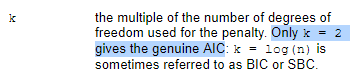 k the multiple of the number of degrees of
freedom used for the penalty. Only k = 2
gives the genuine AIC: k = log(n) is
sometimes referred to as BIC or SBC.